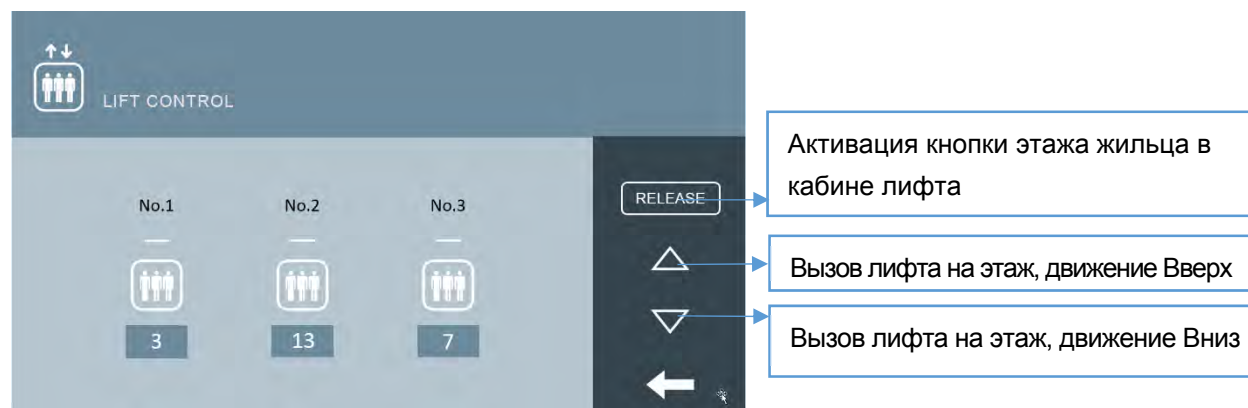 LIFT CONTROL
No.1 No.2 No.3
3 13 7
RELEASE
Активация кнопки этажа жильца в
кабине лифта
Вызов лифта на этаж, движение Вверх
Вызов лифта на этаж, движение Вниз